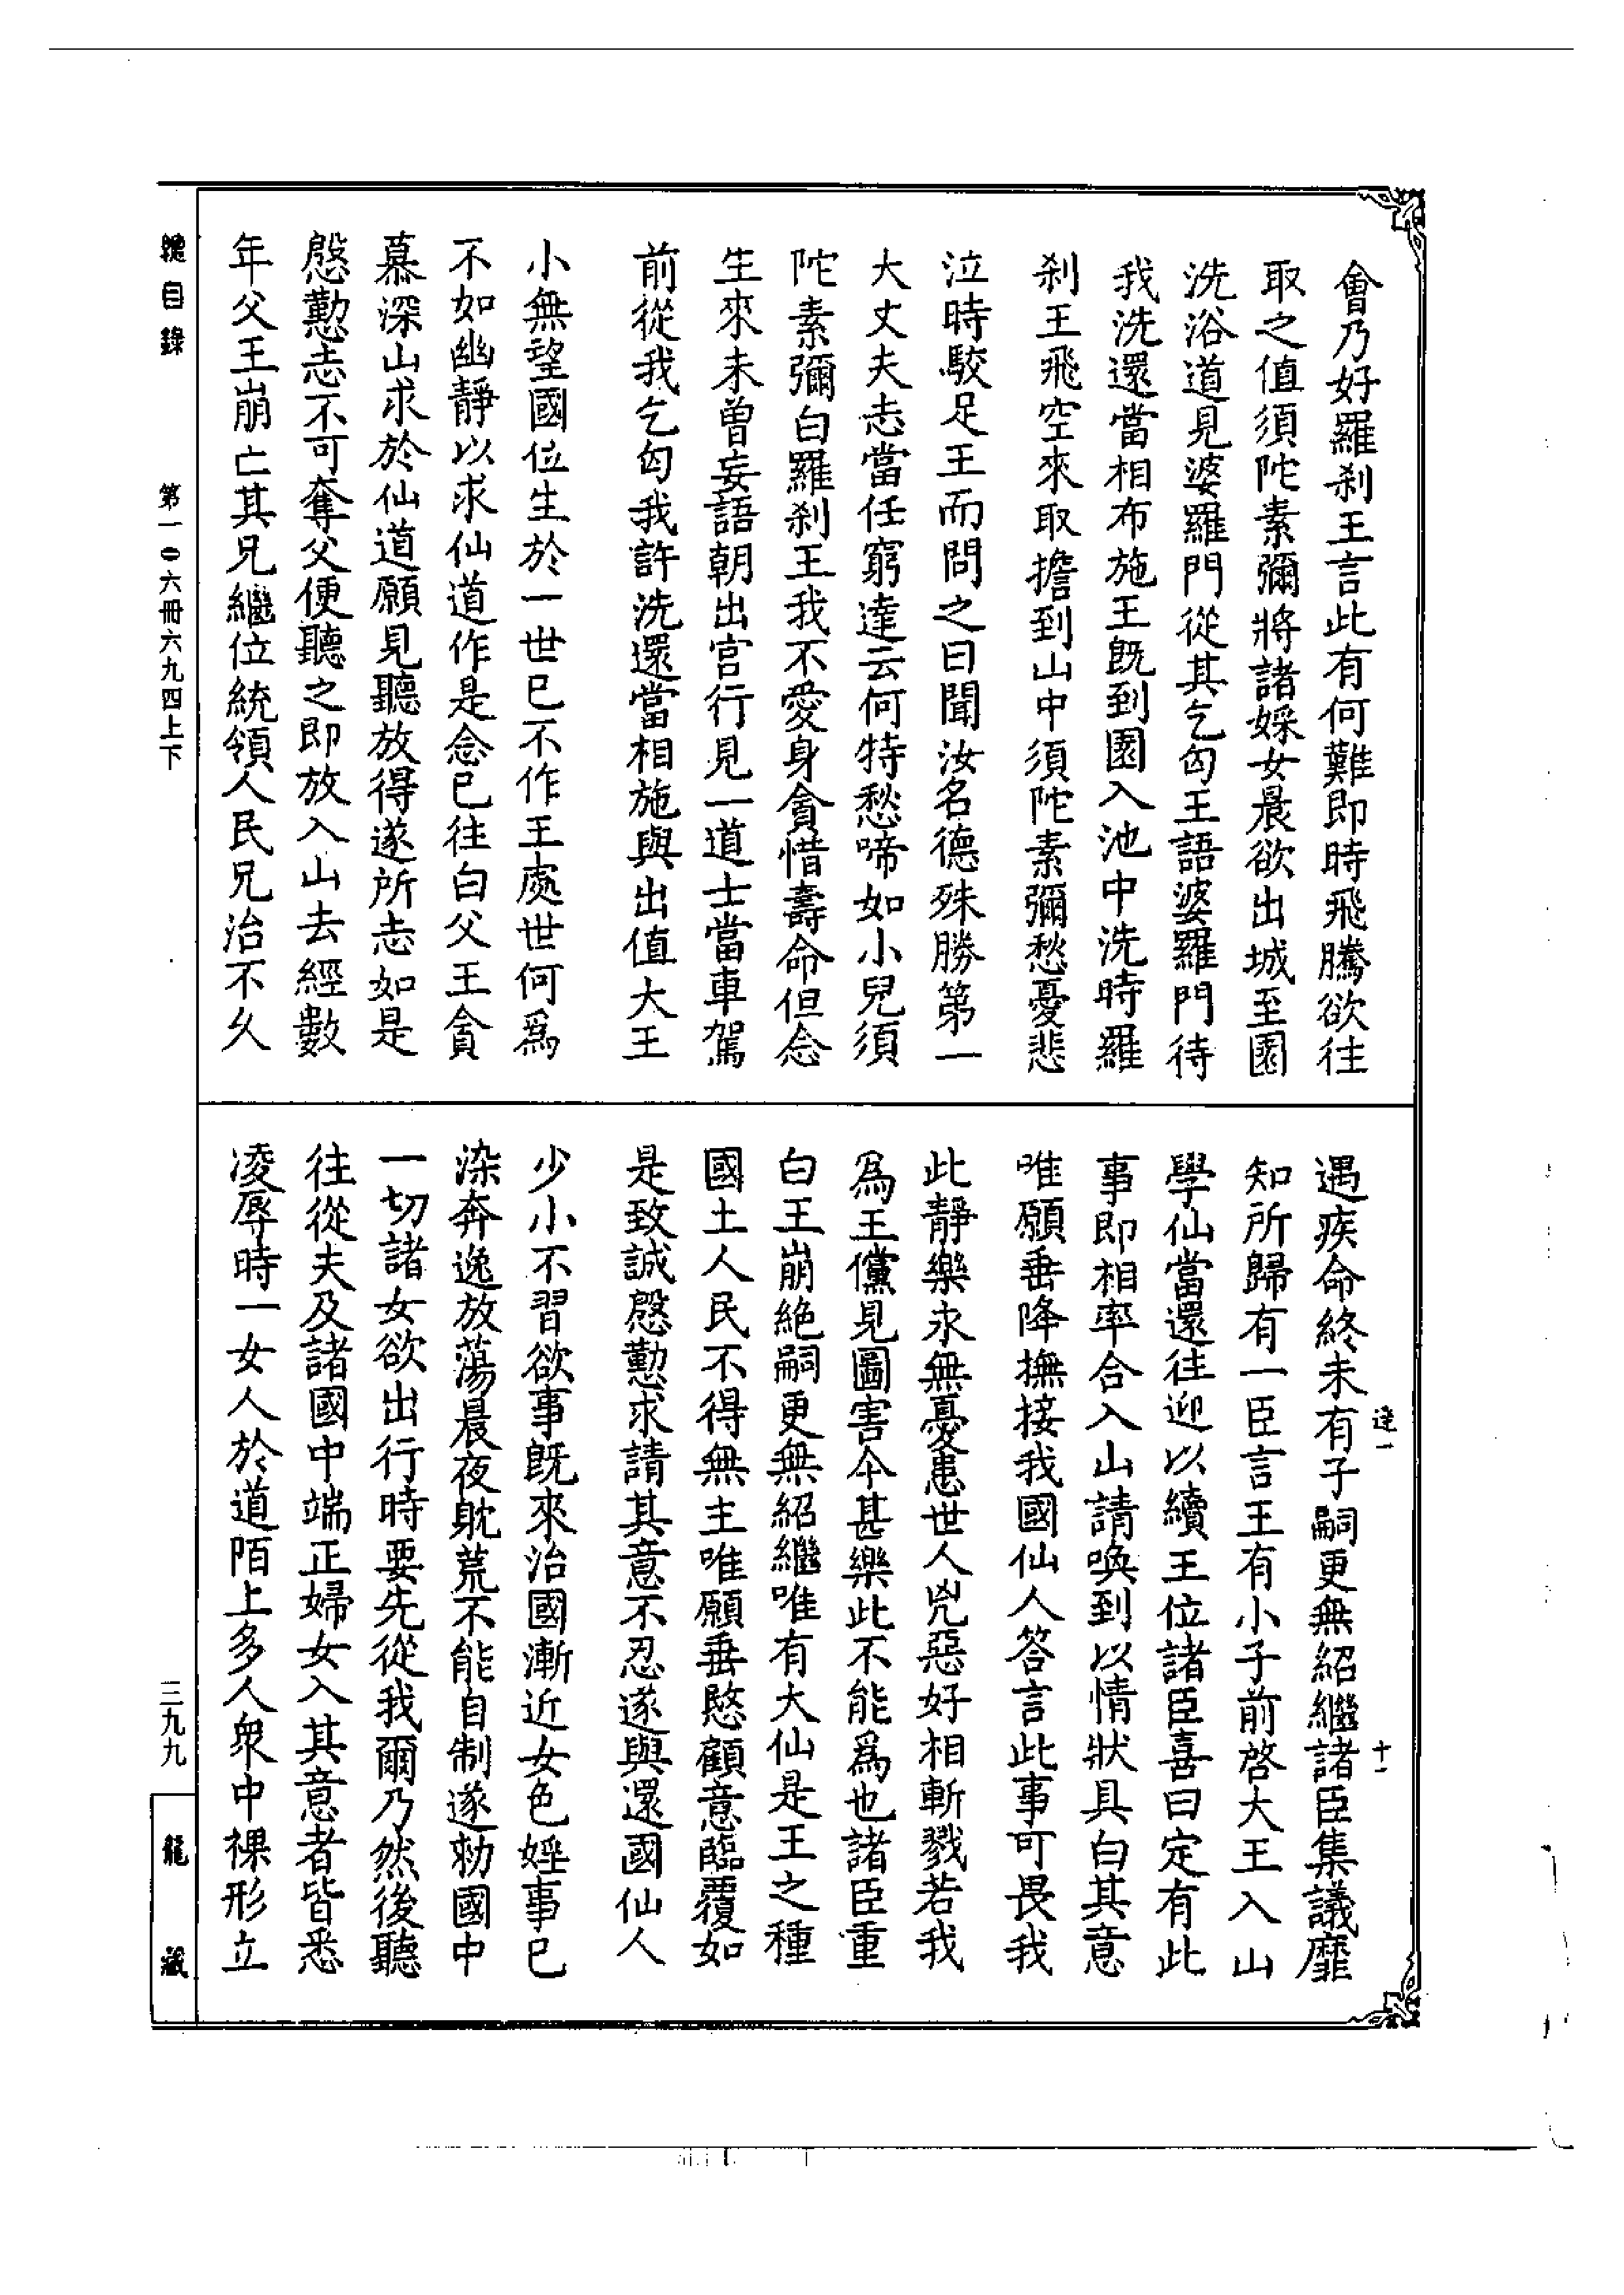 會乃好羅刹王言此有何難即時飛騰欲往
取之值須陀素彌將諸婇女晨欲出城至園
洗浴道見婆羅門從其乞匃王語婆羅門待
我洗還當相布施王旣到園入池中洗時羅
刹王飛空來取擔到山中須陀素彌愁憂悲
泣時駮足王而問之曰聞汝名德殊勝第一
大丈夫志當任窮達云何特愁啼如小兒須
陀素彌白羅刹王我不愛身貪惜壽命但念
生來未曽妄語朝出宫行見一道士當車駕
前從我乞匃我許洗還當相施與出值大王
小無望國位生於一世已不作王處世何爲
不如幽靜以求仙道作是念已往白父王貪
慕深山求於仙道願見聽放得遂所志如是
慇懃志不可奪父便聽之即放入山去經數
年父王崩亡其兄繼位統領人民兄治不久
遇疾命終未有子嗣更無紹繼諸臣集議靡
知所歸有一臣言王有小子前啓大王入山
學仙當還往迎以續王位諸臣喜曰定有此
事即相率合入山請喚到以情狀具白其意
唯願垂降撫接我國仙人答言此事可畏我
此靜樂永無憂患世人兇惡好相斬戮若我
爲王儻見圖害今甚樂此不能爲也諸臣重
白王崩絶嗣更無紹繼唯有大仙是王之種
國土人民不得無主唯願垂愍顧意臨覆如
是致誠慇懃求請其意不忍遂與還國仙人
少小不習欲事旣來治國漸近女色婬事已
染奔逸放蕩晨夜躭荒不能自制遂勑國中
一切諸女欲出行時要先從我爾乃然後聽
往從夫及諸國中端正婦女入其意者皆悉
凌辱時一女人於道陌上多人衆中裸形立
逹一
十一
總目錄
第一〇六冊六九四上下
三九九
龍藏